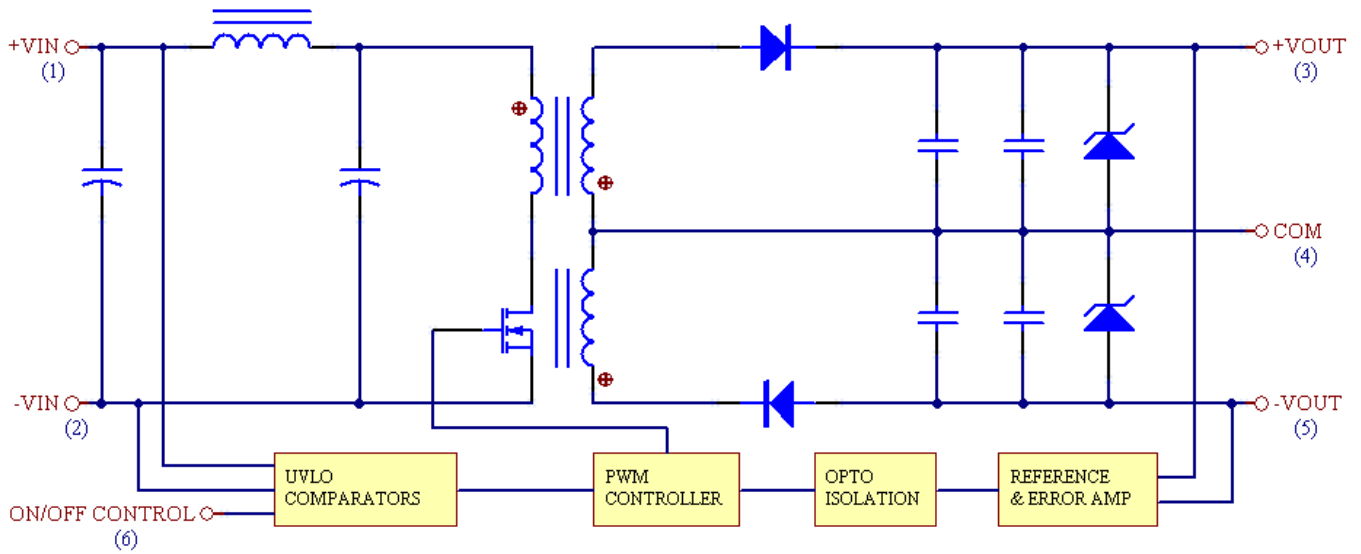 +VIN
(1)
+VOUT
(3)
COM
(4)
-VIN
(2)
-VOUT
(5)
UVLO
COMPARATORS
PWM
CONTROLLER
OPTO
ISOLATION
REFERENCE
& ERROR AMP
ON/OFF CONTROL
(6)